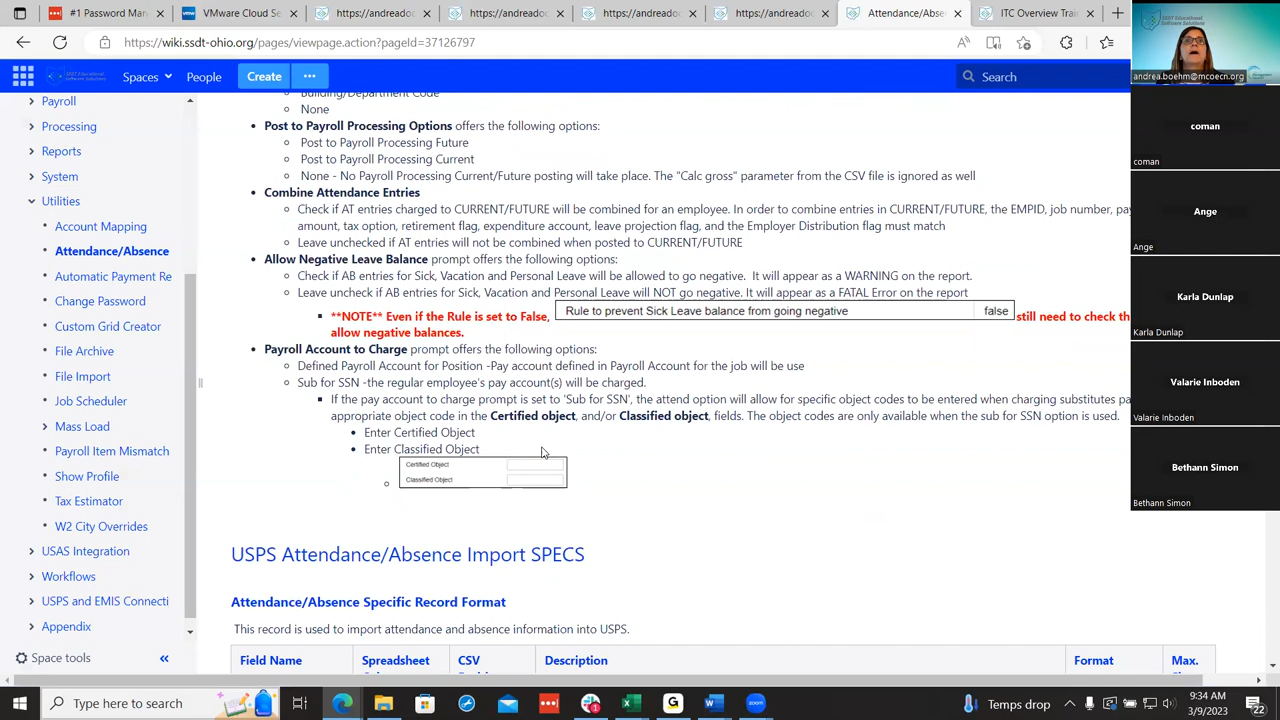 #1 Password Manag
VMware Cloud Serv
https://andreadoc
https://andreadoc
https://andreadoc
Attendance/Abse
ITC Overview Train
https://wiki.ssdt-ohio.org/pages/viewpage.action?pageId=37126797
Spaces
People
Create
Search
Payroll
Processing
Reports
System
Utilities
Account Mapping
Attendance/Absence
Automatic Payment Re
Change Password
Custom Grid Creator
File Archive
File Import
Job Scheduler
Mass Load
Payroll Item Mismatch
Show Profile
Tax Estimator
W2 City Overrides
USAS Integration
Workflows
USPS and EMIS Connecti
Appendix
Space tools
Building/Department Code
None
Post to Payroll Processing Options offers the following options:
Post to Payroll Processing Future
Post to Payroll Processing Current
None - No Payroll Processing Current/Future posting will take place. The "Calc gross" parameter from the CSV file is ignored as well
Combine Attendance Entries
Check if AT entries charged to CURRENT/FUTURE will be combined for an employee. In order to combine entries in CURRENT/FUTURE, the EMPID, job number, pay
amount, tax option, retirement flag, expenditure account, leave projection flag, and the Employer Distribution flag must match
Leave unchecked if AT entries will not be combined when posted to CURRENT/FUTURE
Allow Negative Leave Balance prompt offers the following options:
Check if AB entries for Sick, Vacation and Personal Leave will be allowed to go negative. It will appear as a WARNING on the report.
Leave uncheck if AB entries for Sick, Vacation and Personal Leave will NOT go negative. It will appear as a FATAL Error on the report
**NOTE** Even if the Rule is set to False, Rule to prevent Sick Leave balance from going negative false still need to check th
allow negative balances.
Payroll Account to Charge prompt offers the following options:
Defined Payroll Account for Position -Pay account defined in Payroll Account for the job will be use
Sub for SSN -the regular employee's pay account(s) will be charged.
If the pay account to charge prompt is set to 'Sub for SSN', the attend option will allow for specific object codes to be entered when charging substitutes pa
appropriate object code in the Certified object, and/or Classified object, fields. The object codes are only available when the sub for SSN option is used.
Enter Certified Object
Enter Classified Object
Certified Object
Classified Object
USPS Attendance/Absence Import SPECS
Attendance/Absence Specific Record Format
This record is used to import attendance and absence information into USPS.
Field Name Spreadsheet CSV Description Format Max.
andrea.boehm@mcoecn.org
coman
coman
Ange
Ange
Karla Dunlap
Karla Dunlap
Valarie Inboden
Valarie Inboden
Bethann Simon
Bethann Simon
Type here to search
zoom
Temps drop
9:34 AM
3/9/2023
22